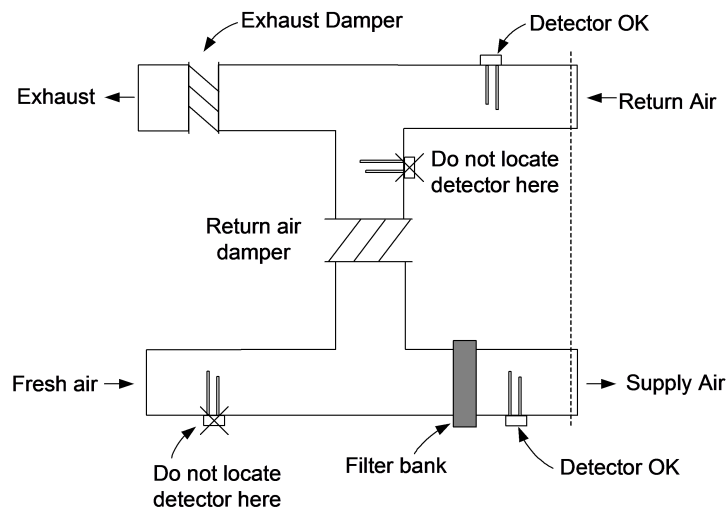 Exhaust Damper
Detector OK
Exhaust
Return Air
Do not locate
detector here
Return air
damper
Fresh air
Supply Air
Do not locate
detector here
Filter bank
Detector OK